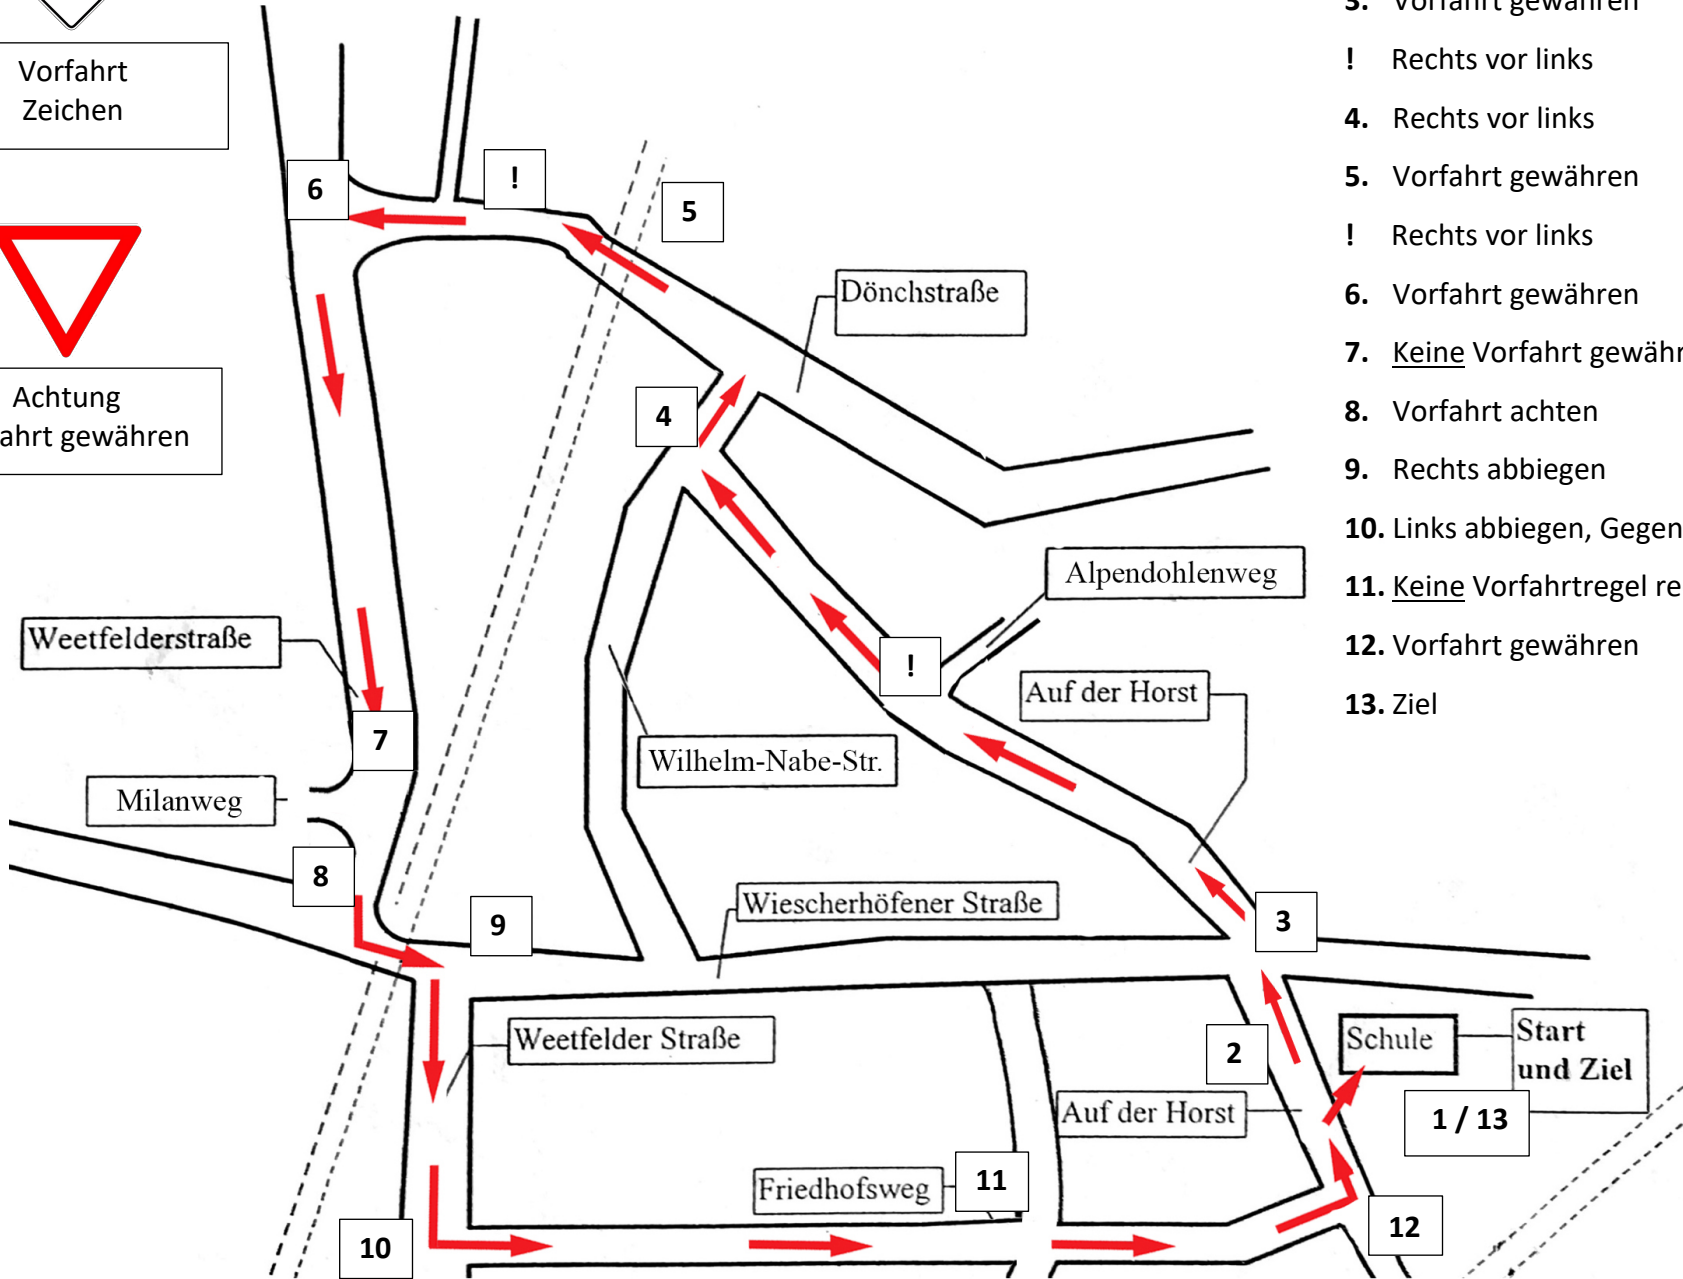 Vorfahrt
Zeichen
Achtung
ahrt gewähren
3. Vorfahrt gewähren
! Rechts vor links
4. Rechts vor links
5. Vorfahrt gewähren
! Rechts vor links
6. Vorfahrt gewähren
7. Keine Vorfahrt gewähr
8. Vorfahrt achten
9. Rechts abbiegen
10. Links abbiegen, Gegen
11. Keine Vorfahrtregel re
12. Vorfahrt gewähren
13. Ziel
6
!
5
Dönchstraße
4
Alpendohlenweg
!
Auf der Horst
Weetfelderstraße
7
Wilhelm-Nabe-Str.
Milanweg
8
9
Wiescherhöfener Straße
3
Weetfelder Straße
2
Schule
Start
und Ziel
1 / 13
Auf der Horst
Friedhofsweg
11
10
12